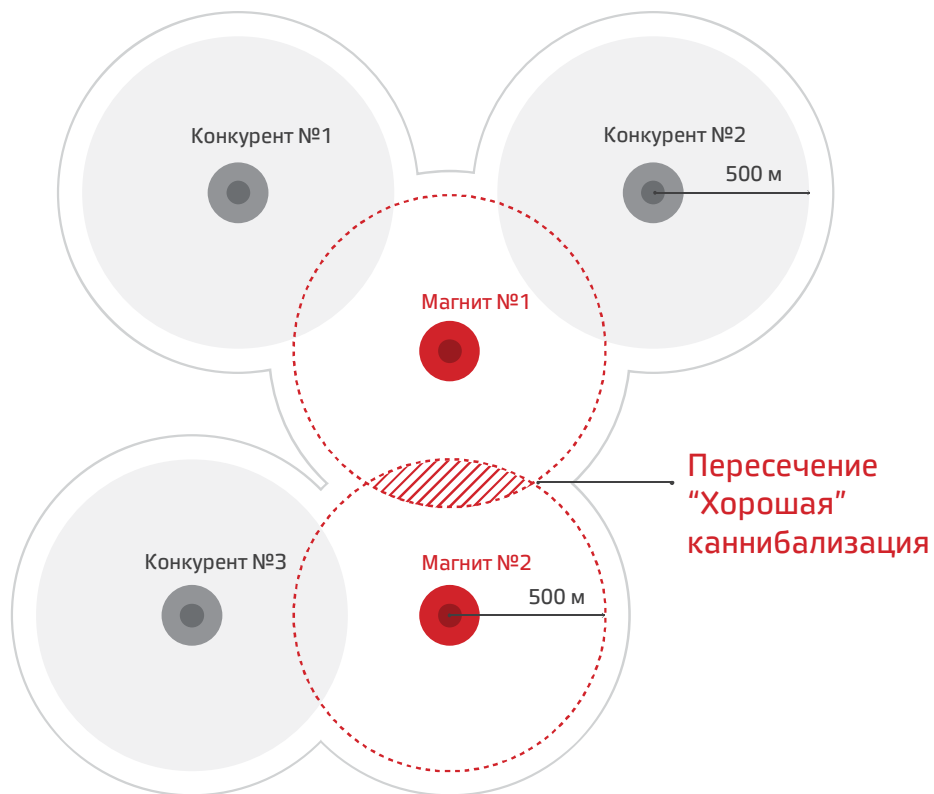 Конкурент №1
Конкурент №2
500 м
Магнит №1
Пересечение
“Хорошая”
каннибализация
Конкурент №3
Магнит №2
500 м